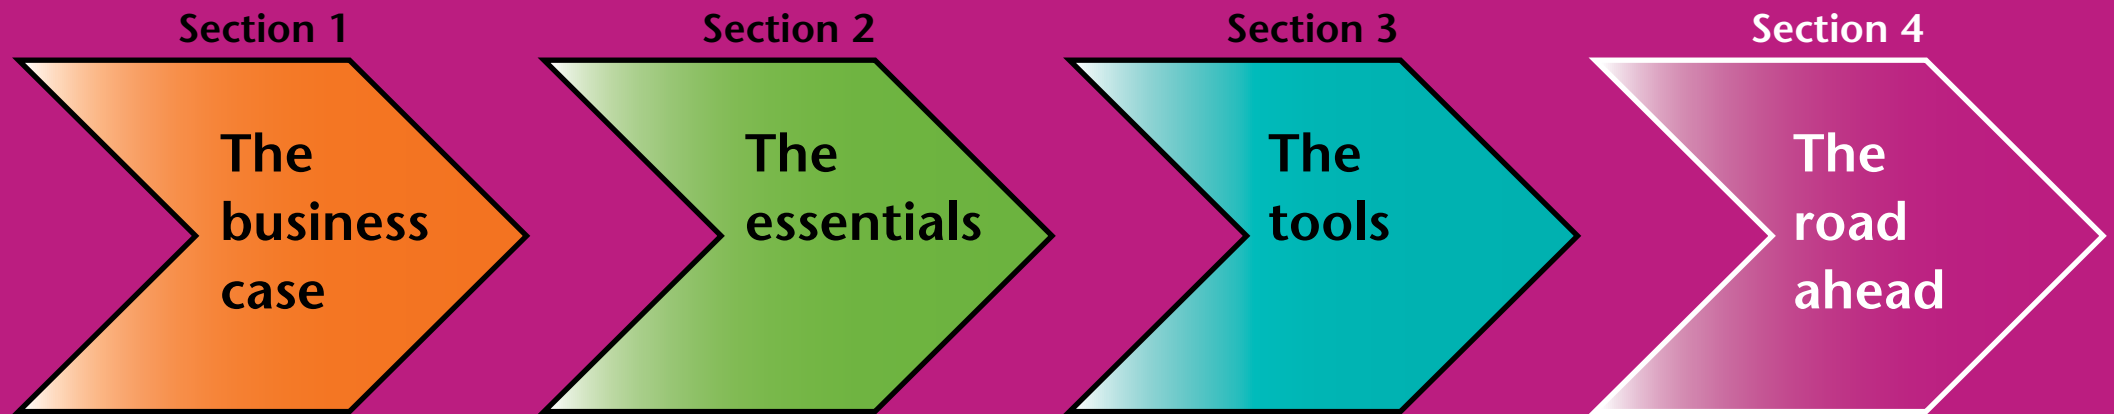 Section 1
The
business
case
Section 2
The
essentials
Section 3
The
tools
Section 4
The
road
ahead